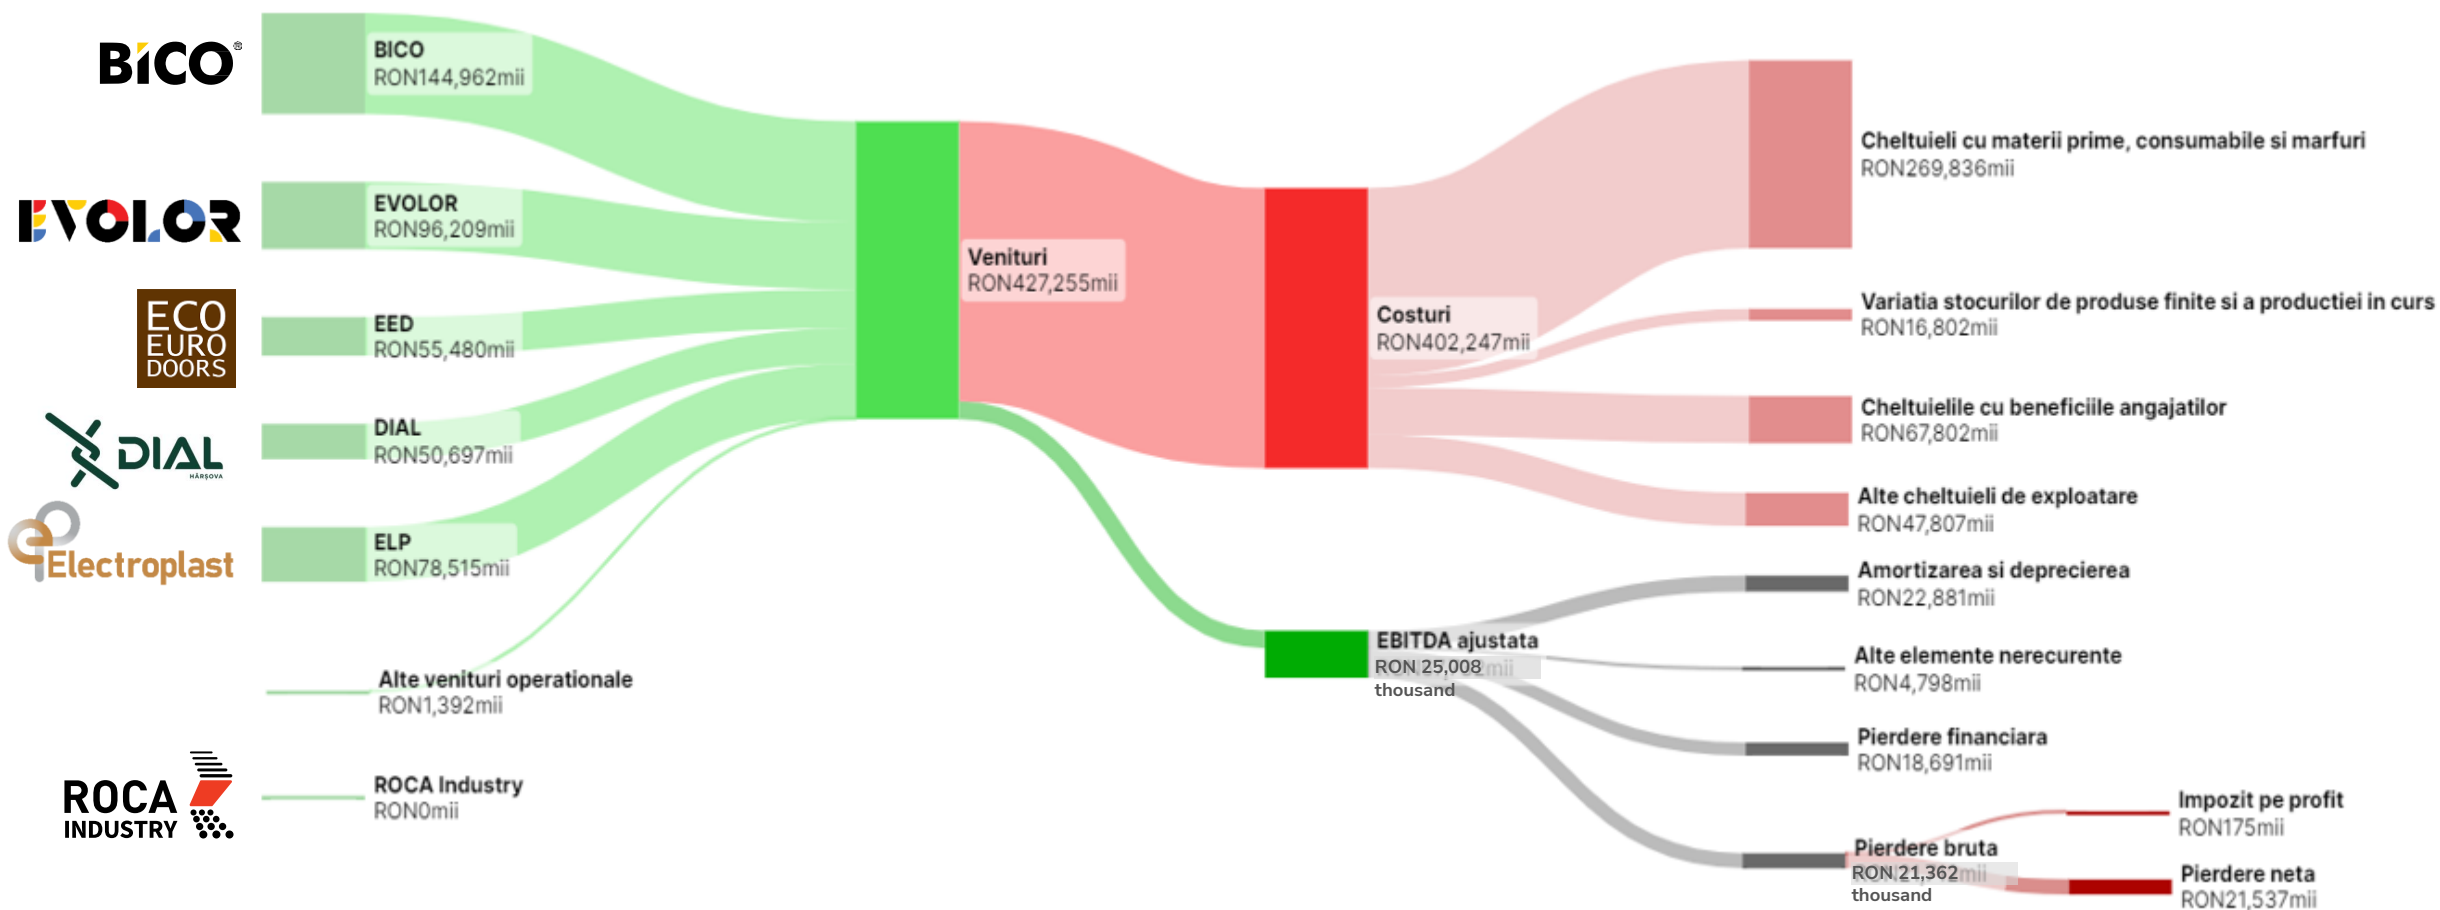 BICO®
BICO
RON144,962mii
EVOLOR
EVOLOR
RON96,209mii
ECO
EURO
DOORS
EED
RON55,480mii
DIAL
HÂRȘOVA
DIAL
RON50,697mii
Electroplast
ELP
RON78,515mii
Alte venituri operationale
RON1,392mii
ROCA
INDUSTRY
ROCA Industry
RON0mii
Venituri
RON427,255mii
Costuri
RON402,247mii
EBITDA ajustata
RON 25,008
thousand
Cheltuieli cu materii prime, consumabile si marfuri
RON269,836mii
Variatia stocurilor de produse finite si a productiei in curs
RON16,802mii
Cheltuielile cu beneficiile angajatilor
RON67,802mii
Alte cheltuieli de exploatare
RON47,807mii
Amortizarea si deprecierea
RON22,881mii
Alte elemente nerecurente
RON4,798mii
Pierdere financiara
RON18,691mii
Pierdere bruta
RON 21,362
thousand
Impozit pe profit
RON175mii
Pierdere neta
RON21,537mii